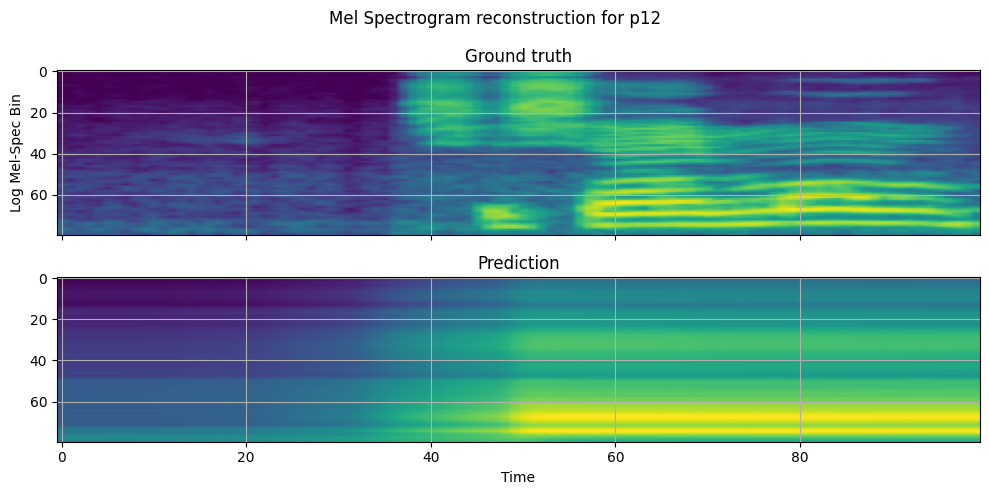 Mel Spectrogram reconstruction for p12
Ground truth
0
20
40
60
Log Mel-Spec Bin
Prediction
0
20
40
60
0 20 40 60 80
Time